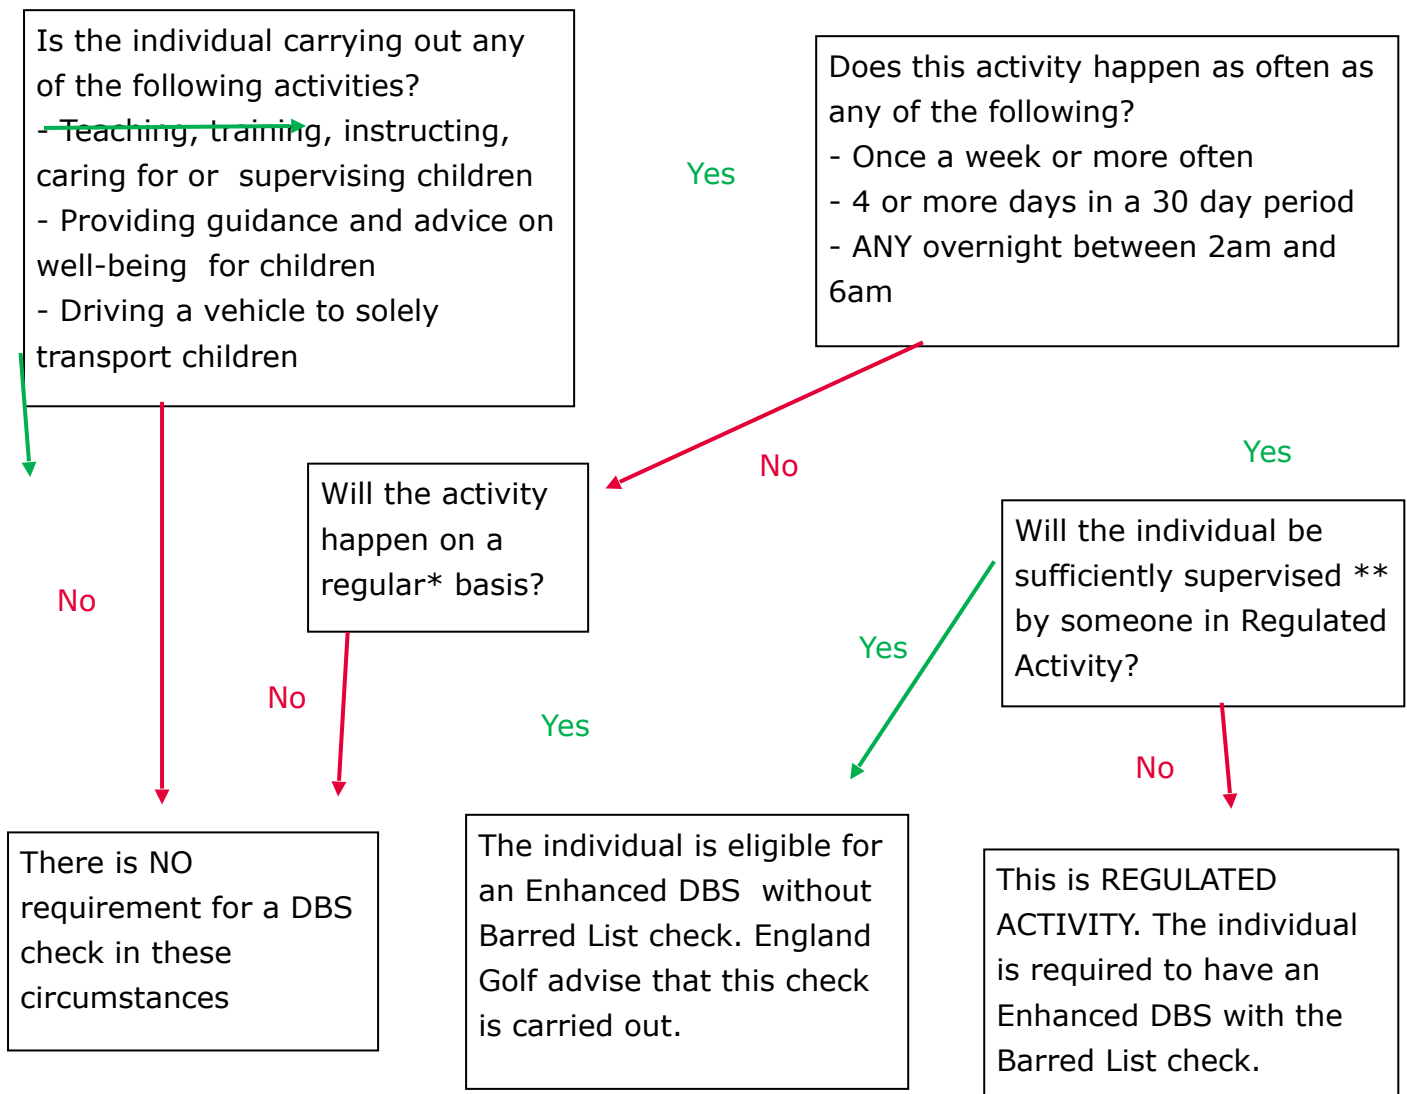 Is the individual carrying out any
of the following activities?
- Teaching, training, instructing,
caring for or  supervising children
- Providing guidance and advice on
well-being  for children
- Driving a vehicle to solely
transport children
Yes
Does this activity happen as often as
any of the following?
- Once a week or more often
- 4 or more days in a 30 day period
- ANY overnight between 2am and
6am
No
Yes
Will the activity
happen on a
regular* basis?
Will the individual be
sufficiently supervised **
by someone in Regulated
Activity?
No
Yes
No
Yes
No
There is NO
requirement for a DBS
check in these
circumstances
The individual is eligible for
an Enhanced DBS  without
Barred List check. England
Golf advise that this check
is carried out.
This is REGULATED
ACTIVITY. The individual
is required to have an
Enhanced DBS with the
Barred List check.